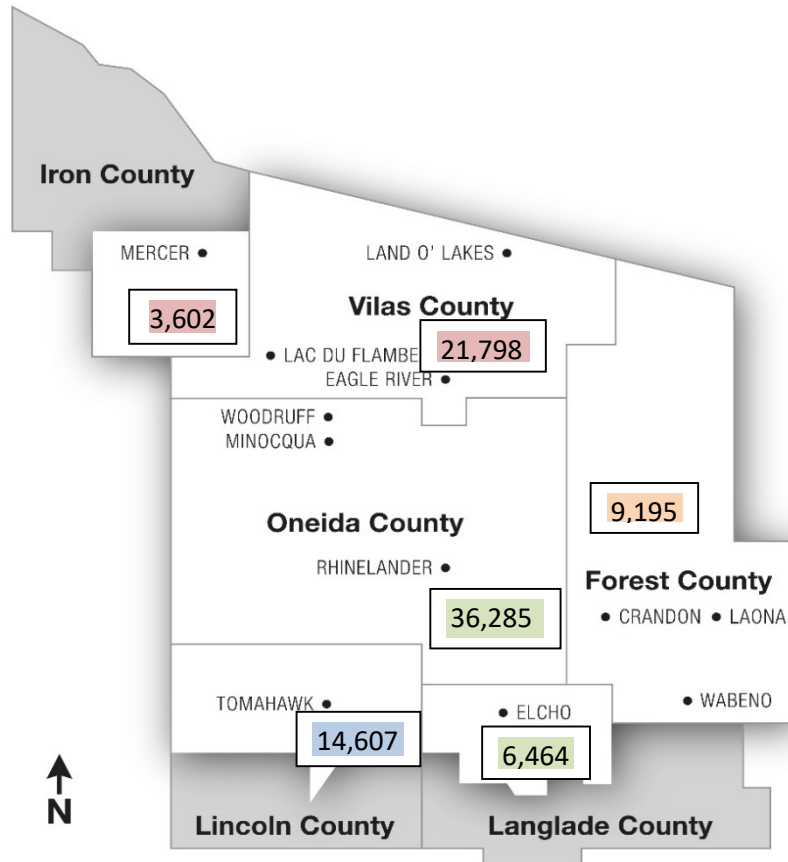 Iron County
MERCER
LAND O' LAKES
3,602
Vilas County
LAC DU FLAMBE
21,798
EAGLE RIVER
WOODRUFF
MINOCQUA
9,195
Oneida County
RHINELANDER
Forest County
36,285
CRANDON
LAONA
TOMAHAWK
ELCHO
WABENO
14,607
6,464
N
Lincoln County
Langlade County